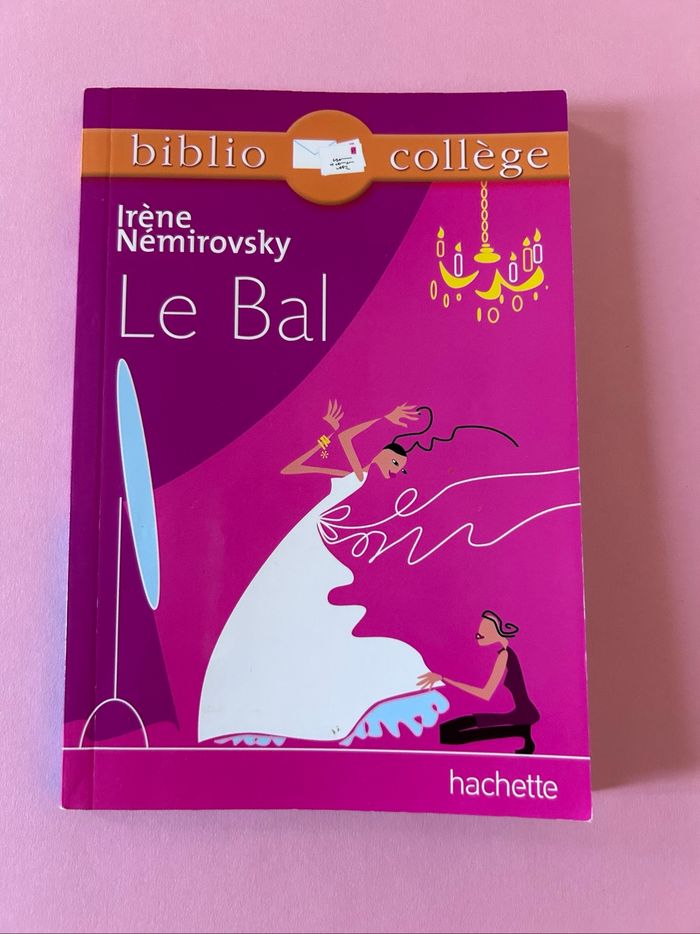 biblio collège
Irène
Némirovsky
Le Bal
hachette